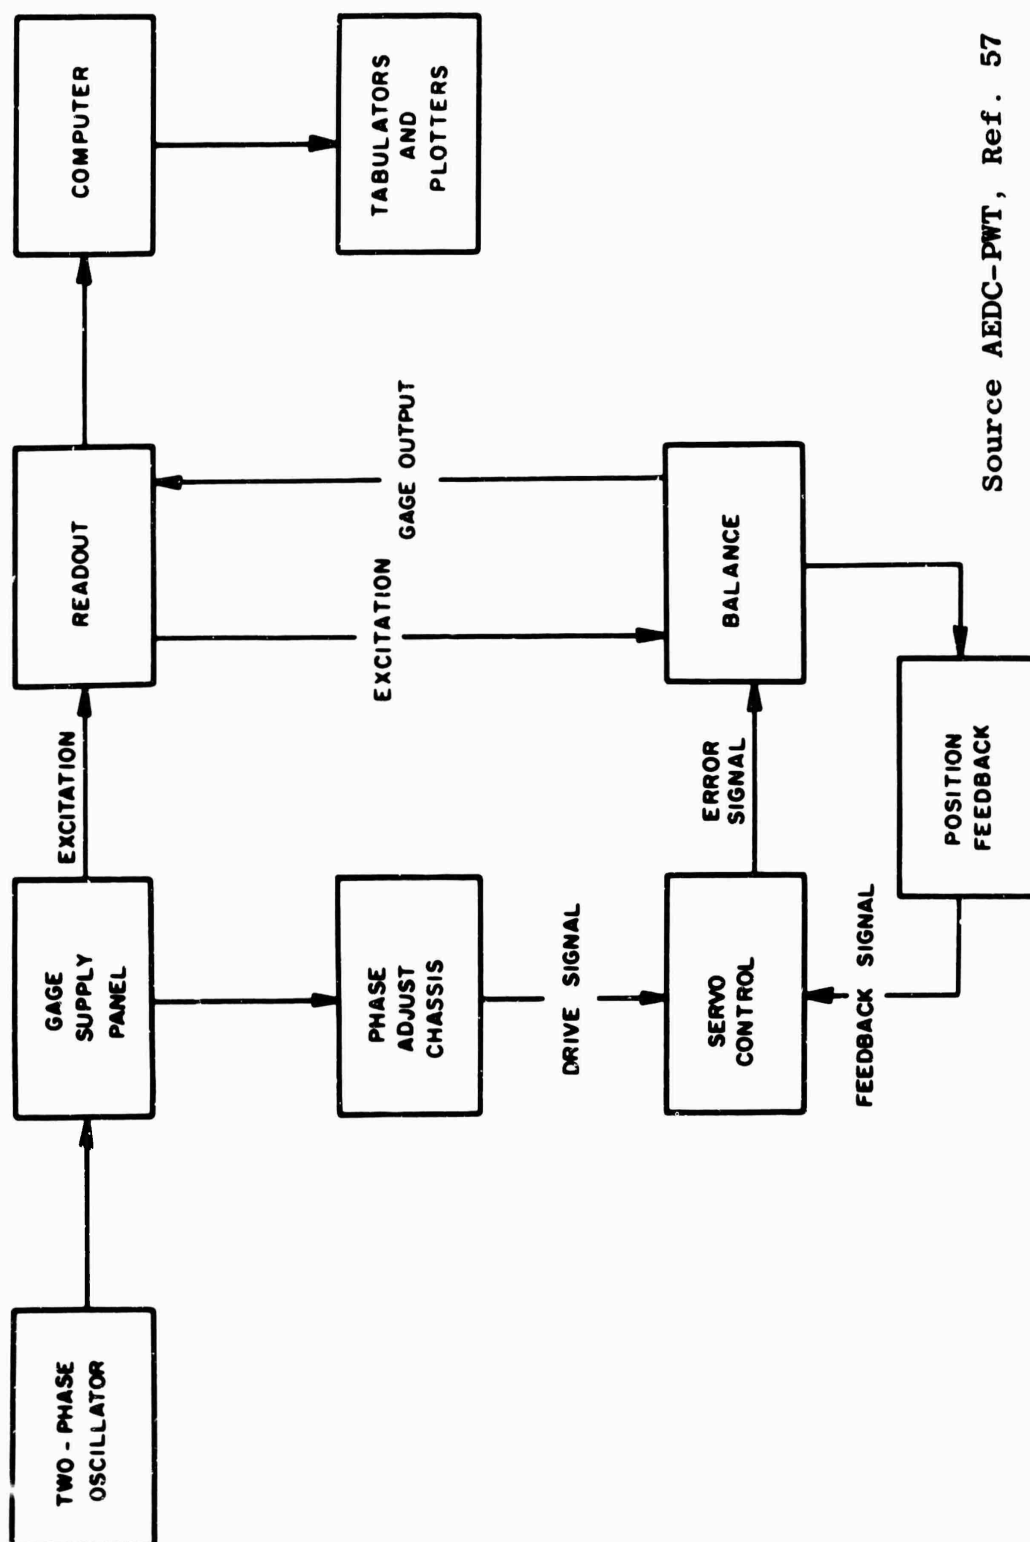 TWO-PHASE
OSCILLATOR
GAGE
SUPPLY
PANEL
EXCITATION
READOUT
COMPUTER
PHASE
ADJUST
CHASSIS
TABULATORS
AND
PLOTTERS
DRIVE SIGNAL
EXCITATION
GAGE OUTPUT
SERVO
CONTROL
ERROR
SIGNAL
BALANCE
FEEDBACK SIGNAL
POSITION
FEEDBACK
Source AEDC-PWT, Ref. 57